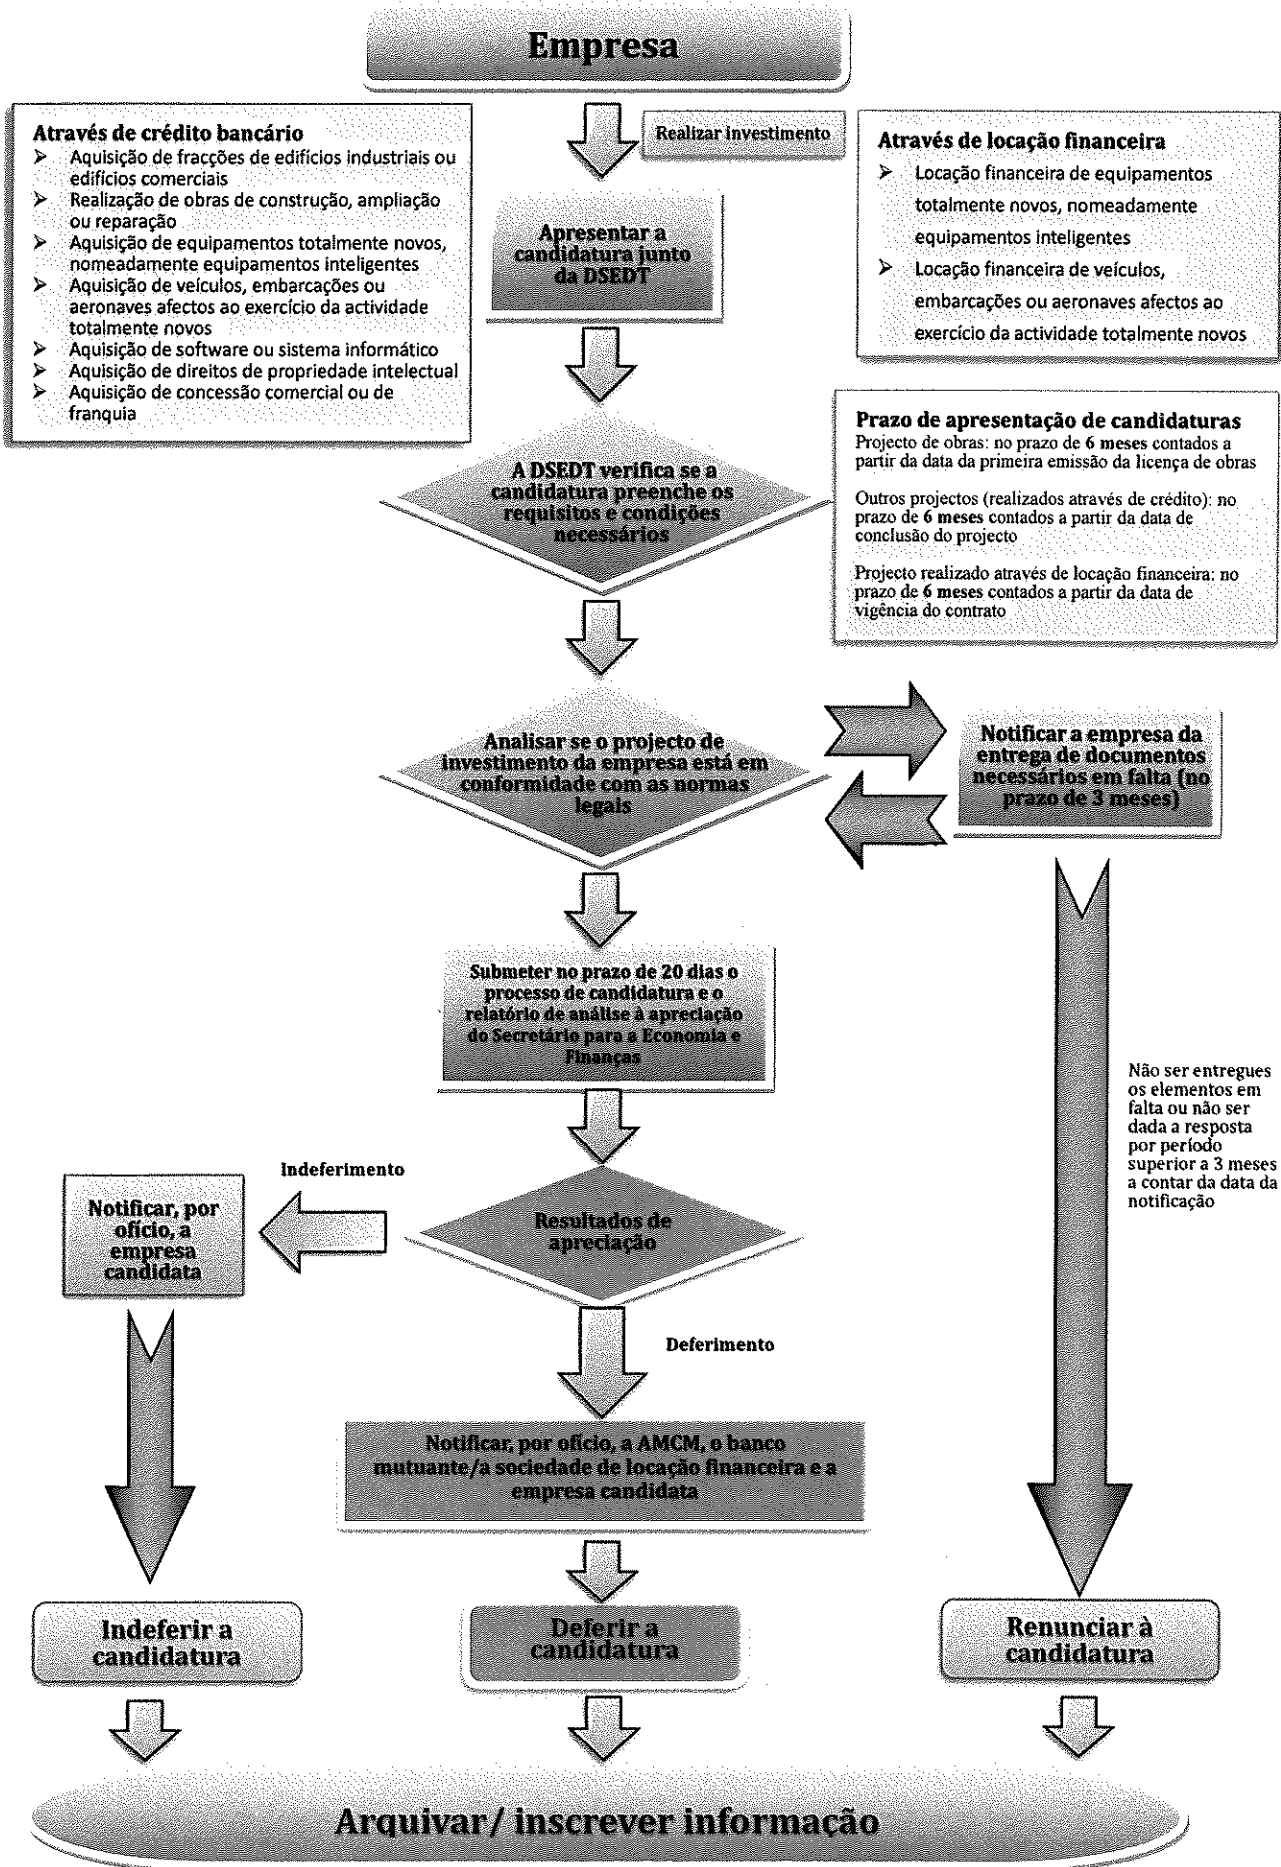 Empresa
Realizar investimento
Através de crédito bancário
➢ Aquisição de fracções de edifícios industriais ou
edifícios comerciais
➢ Realização de obras de construção, ampliação
ou reparação
➢ Aquisição de equipamentos totalmente novos,
nomeadamente equipamentos inteligentes
➢ Aquisição de veículos, embarcações ou
aeronaves afectos ao exercício da actividade
totalmente novos
➢ Aquisição de software ou sistema informático
➢ Aquisição de direitos de propriedade intelectual
➢ Aquisição de concessão comercial ou de
franquia
Através de locação financeira
➢ Locação financeira de equipamentos
totalmente novos, nomeadamente
equipamentos inteligentes
➢ Locação financeira de veículos,
embarcações ou aeronaves afectos ao
exercício da actividade totalmente novos
Apresentar a
candidatura junto
da DSEDT
Prazo de apresentação de candidaturas
Projecto de obras: no prazo de 6 meses contados a
partir da data da primeira emissão da licença de obras
Outros projectos (realizados através de crédito): no
prazo de 6 meses contados a partir da data de
conclusão do projecto
Projecto realizado através de locação financeira: no
prazo de 6 meses contados a partir da data de
vigência do contrato
A DSEDT verifica se a
candidatura preenche os
requisitos e condições
necessários
Analisar se o projecto de
investimento da empresa está em
conformidade com as normas
legais
Notificar a empresa da
entrega de documentos
necessários em falta (no
prazo de 3 meses)
Submeter no prazo de 20 dias o
processo de candidatura e o
relatório de análise à apreciação
do Secretário para a Economia e
Finanças
Não ser entregues
os elementos em
falta ou não ser
dada a resposta
por período
superior a 3 meses
a contar da data da
notificação
Indeferimento
Notificar, por
ofício, a
empresa
candidata
Resultados de
apreciação
Deferimento
Notificar, por ofício, a AMCM, o banco
mutuante/a sociedade de locação financeira e a
empresa candidata
Indeferir a
candidatura
Deferir a
candidatura
Renunciar à
candidatura
Arquivar/ inscrever informação